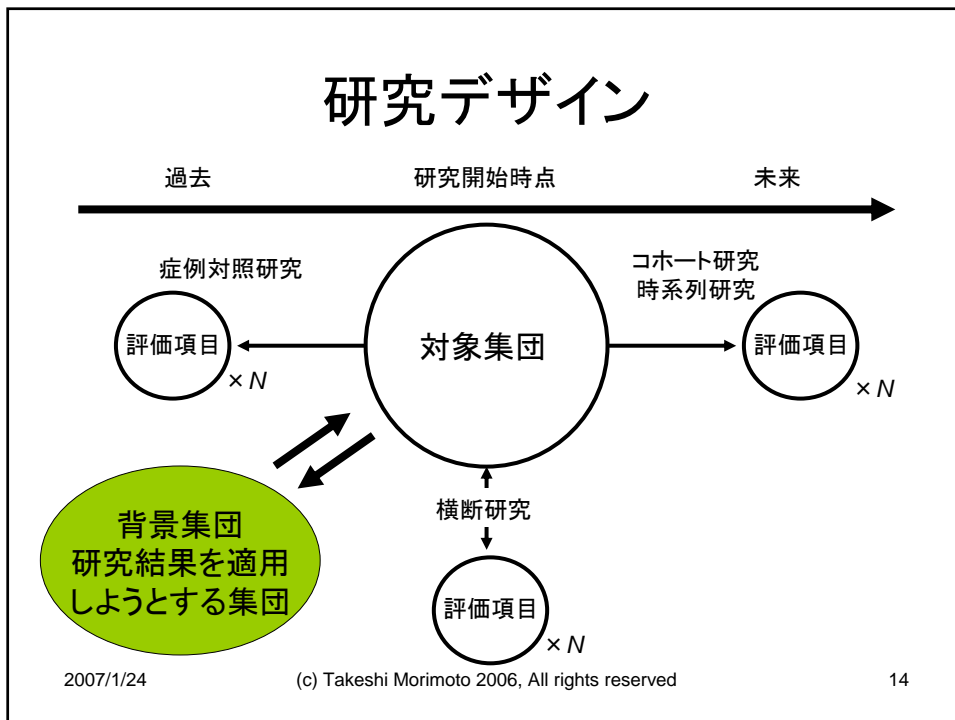 研究デザイン
過去
研究開始時点
未来
症例対照研究
コホート研究
時系列研究
評価項目
× N
対象集団
評価項目
× N
背景集団
研究結果を適用
しようとする集団
横断研究
評価項目
× N
2007/1/24
(c) Takeshi Morimoto 2006, All rights reserved
14